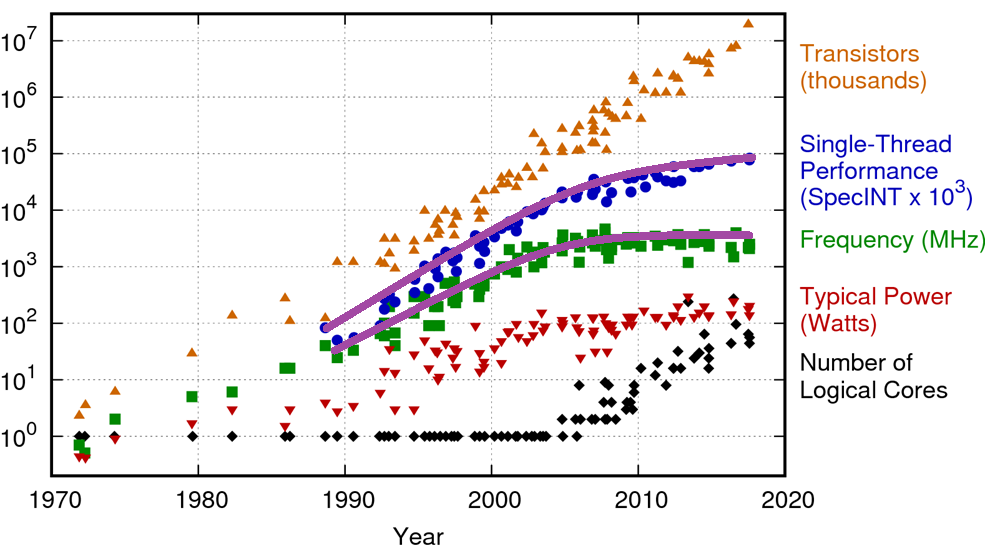 10^7
10^6
10^5
10^4
10^3
10^2
10^1
10^0
1970 1980 1990 2000 2010 2020
Year
Transistors
(thousands)
Single-Thread
Performance
(SpecINT x 10^3)
Frequency (MHz)
Typical Power
(Watts)
Number of
Logical Cores